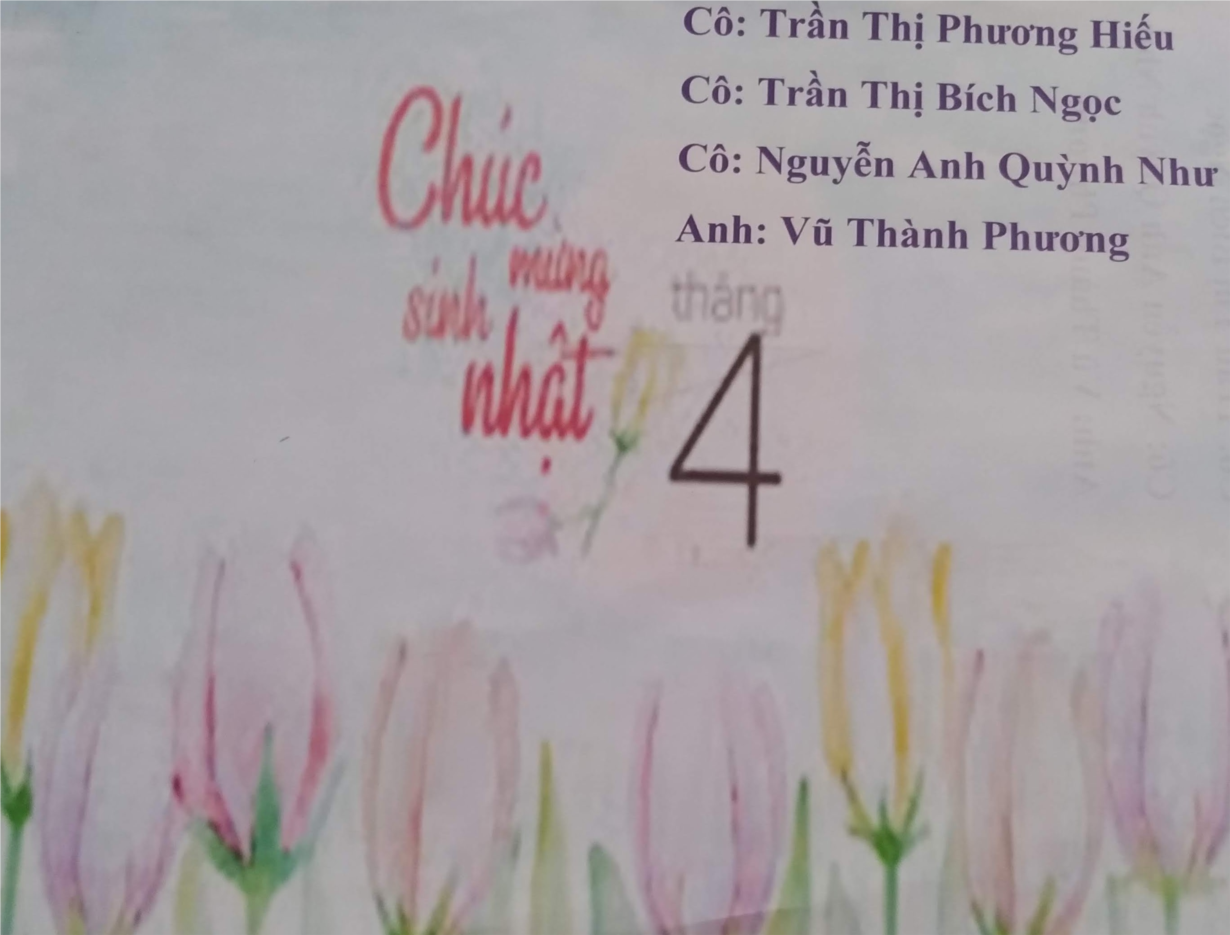 Cô: Trần Thị Phương Hiếu
Cô: Trần Thị Bích Ngọc
Cô: Nguyễn Anh Quỳnh Như
Anh: Vũ Thành Phương
Chúc
mừng
sinh
nhật
tháng
4